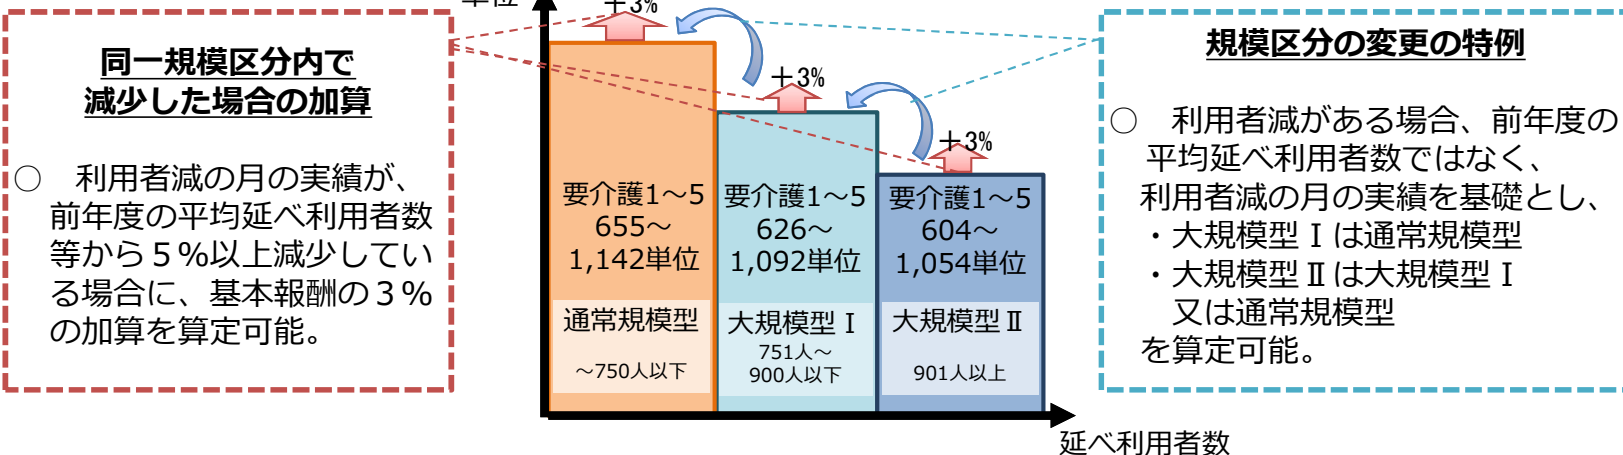 単位
同一規模区分内で
減少した場合の加算
○　利用者減の月の実績が、
前年度の平均延べ利用者数
等から５%以上減少してい
る場合に、基本報酬の３%
の加算を算定可能。
＋3%
＋3%
＋3%
要介護1～5
655～
1,142単位
通常規模型
～750人以下
要介護1～5
626～
1,092単位
大規模型Ⅰ
751人～
900人以下
要介護1～5
604～
1,054単位
大規模型Ⅱ
901人以上
延べ利用者数
規模区分の変更の特例
○　利用者減がある場合、前年度の
平均延べ利用者数ではなく、
利用者減の月の実績を基礎とし、
・大規模型Ⅰは通常規模型
・大規模型Ⅱは大規模型Ⅰ
又は通常規模型
を算定可能。